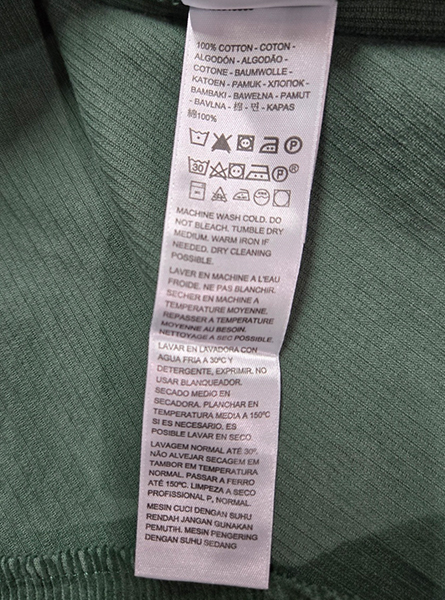 100% COTTON - COTON -
ALGODÓN - ALGODÃO -
COTONE - BAUMWOLLE -
KATOEN - PAMUK - ХЛОПОК -
BAMBAKI - BAWEŁNA - PAMUT
- BAVLNA - 棉 - 면 - KAPAS
綿100%
30
MACHINE WASH COLD. DO
NOT BLEACH. TUMBLE DRY
MEDIUM. WARM IRON IF
NEEDED. DRY CLEANING
POSSIBLE.
LAVER EN MACHINE A L'EAU
FROIDE. NE PAS BLANCHIR.
SECHER EN MACHINE A
TEMPERATURE MOYENNE.
REPASSER A TEMPERATURE
MOYENNE AU BESOIN.
NETTOYAGE A SEC POSSIBLE.
LAVAR EN LAVADORA CON
AGUA FRIA A 30ºC Y
DETERGENTE, EXPRIMIR. NO
USAR BLANQUEADOR.
SECADO MEDIO EN
SECADORA. PLANCHAR EN
TEMPERATURA MEDIA A 150ºC
SI ES NECESARIO. ES
POSIBLE LAVAR EN SECO.
LAVAGEM NORMAL ATÉ 30º.
NÃO ALVEJAR SECAGEM EM
TAMBOR EM TEMPERATURA
NORMAL. PASSAR A FERRO
ATÉ 150ºC. LIMPEZA A SECO
PROFISSIONAL P, NORMAL.
MESIN CUCI DENGAN SUHU
RENDAH JANGAN GUNAKAN
PEMUTIH. MESIN PENGERING
DENGAN SUHU SEDANG